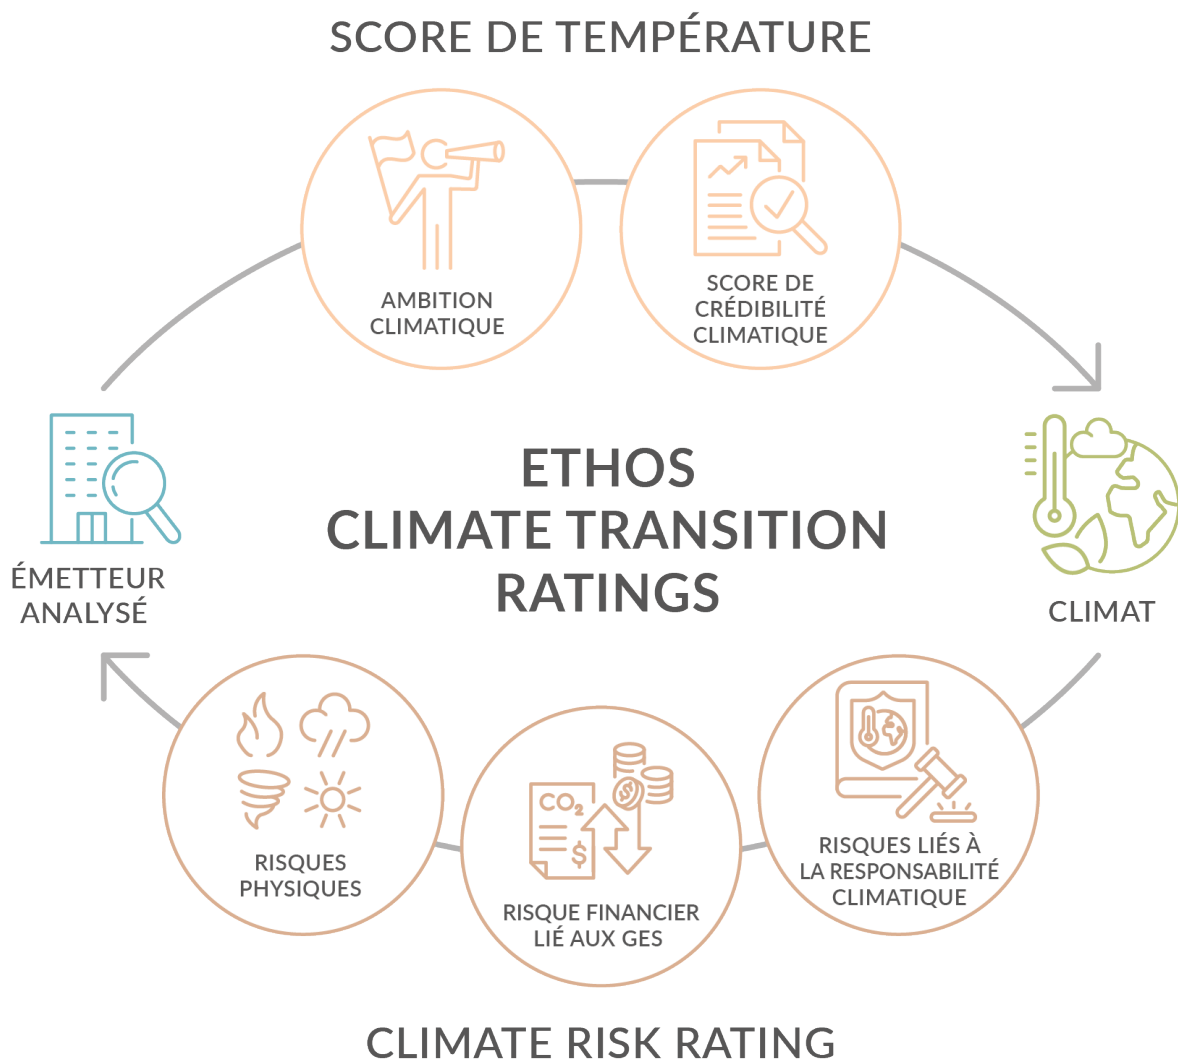 SCORE DE TEMPÉRATURE
AMBITION
CLIMATIQUE
SCORE DE
CRÉDIBILITÉ
CLIMATIQUE
ETHOS
CLIMATE TRANSITION
RATINGS
ÉMETTEUR
ANALYSÉ
CLIMAT
RISQUES
PHYSIQUES
CO₂
$
$
RISQUE FINANCIER
LIÉ AUX GES
RISQUES LIÉS À
LA RESPONSABILITÉ
CLIMATIQUE
CLIMATE RISK RATING